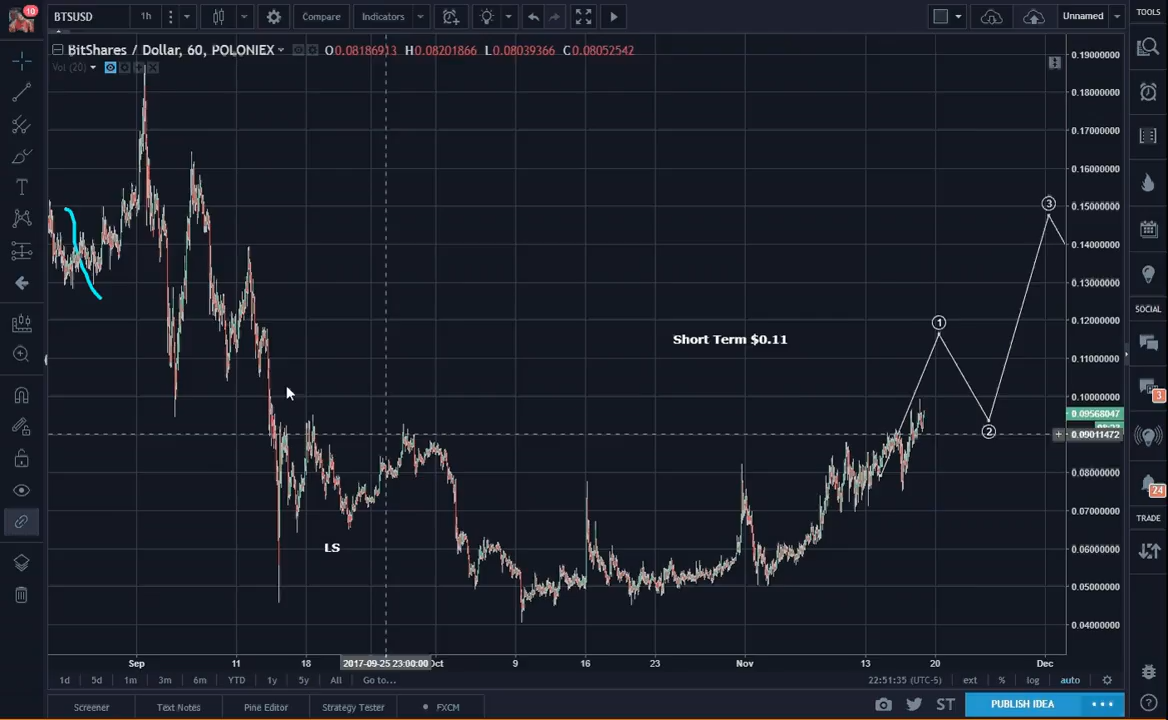 10
BTSUSD
1h
Compare
Indicators
Unnamed
TOOLS
BitShares / Dollar, 60, POLONIEX
O0.08186913 H0.08201866 L0.08039366 C0.08052542
Vol (20)
0.19000000
0.18000000
0.17000000
0.16000000
0.15000000
0.14000000
0.13000000
0.12000000
0.11000000
0.10000000
0.09568047
0.09011472
0.08000000
0.07000000
0.06000000
0.05000000
0.04000000
3
1
2
Short Term $0.11
LS
SOCIAL
3
24
TRADE
Sep
11
18
2017-09-25 23:00:00
Oct
9
16
23
Nov
13
20
Dec
1d
5d
1m
3m
6m
YTD
1y
5y
All
Go to...
22:51:35 (UTC-5)
ext
%
log
auto
Screener
Text Notes
Pine Editor
Strategy Tester
FXCM
ST
PUBLISH IDEA